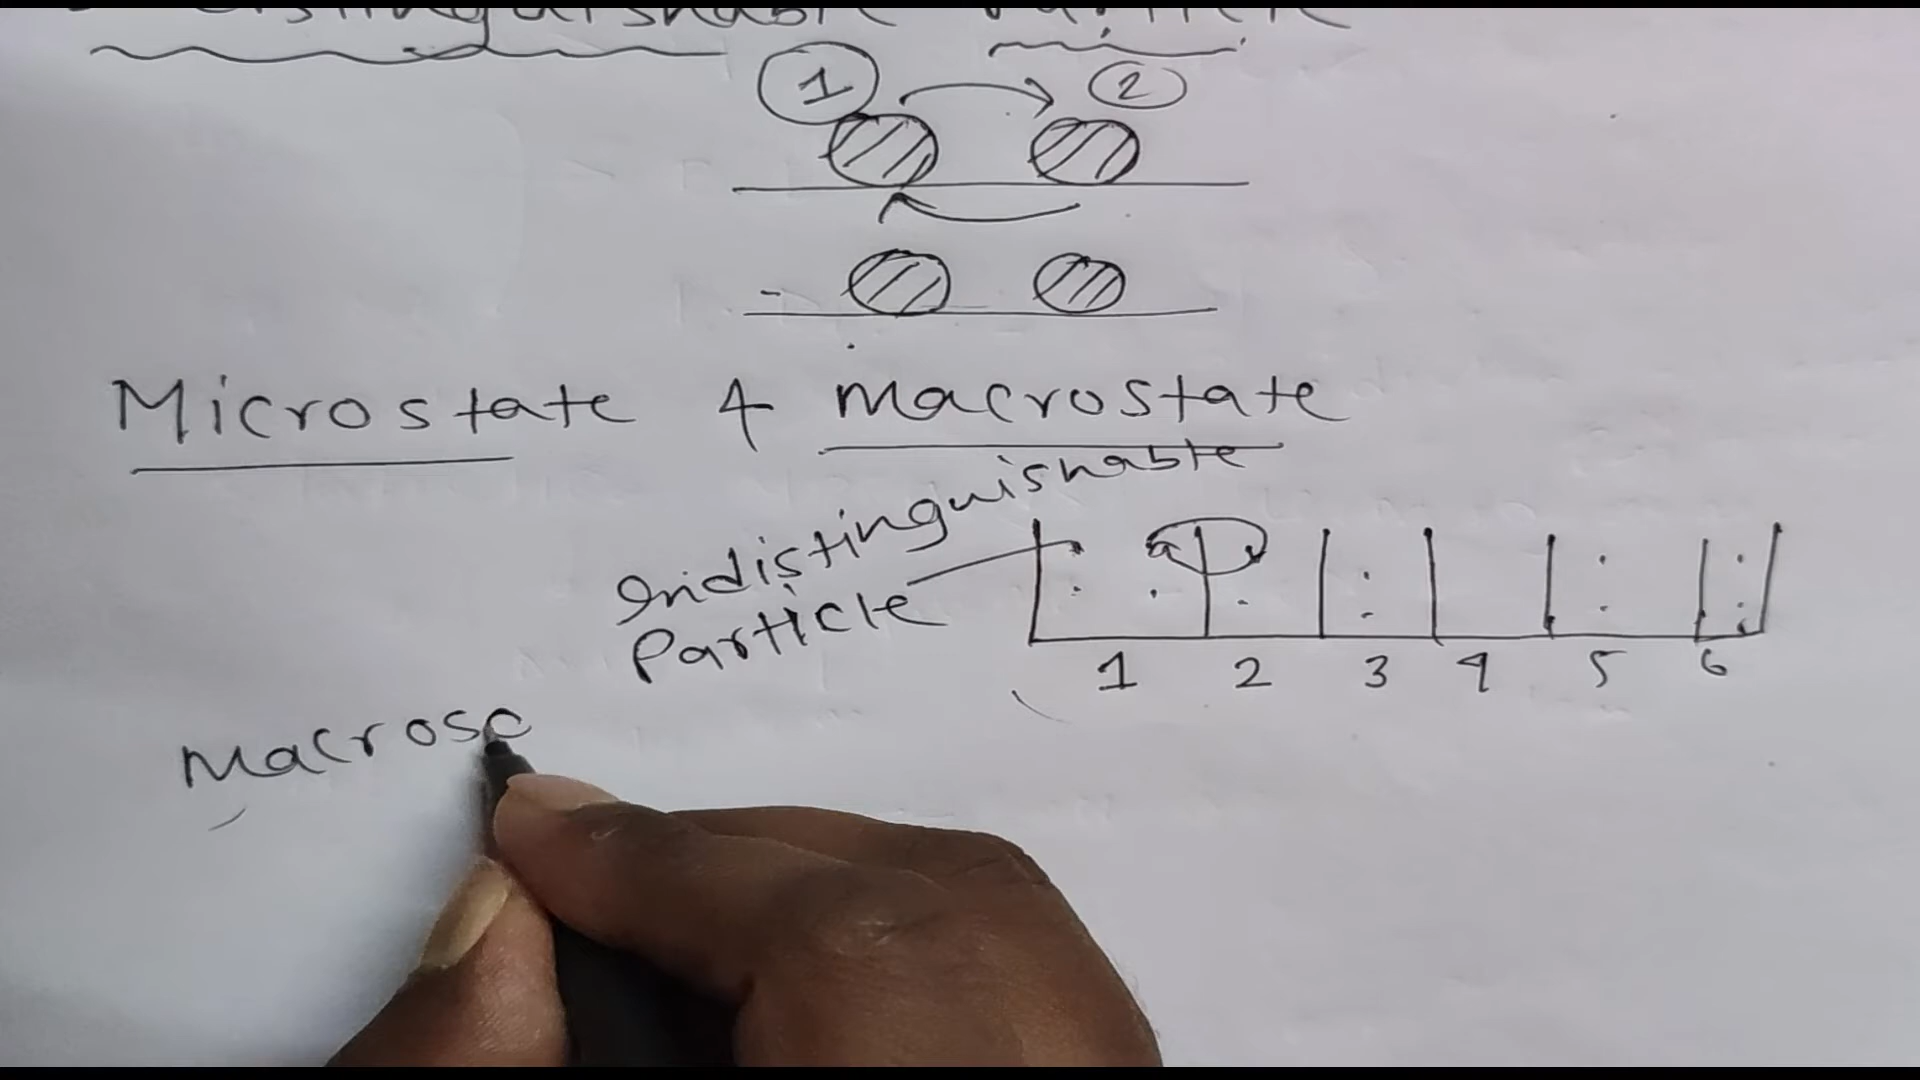 1 2
Microstate & macrostate
Indistinguishable
Particle
1 2 3 4 5 6
Macrosc